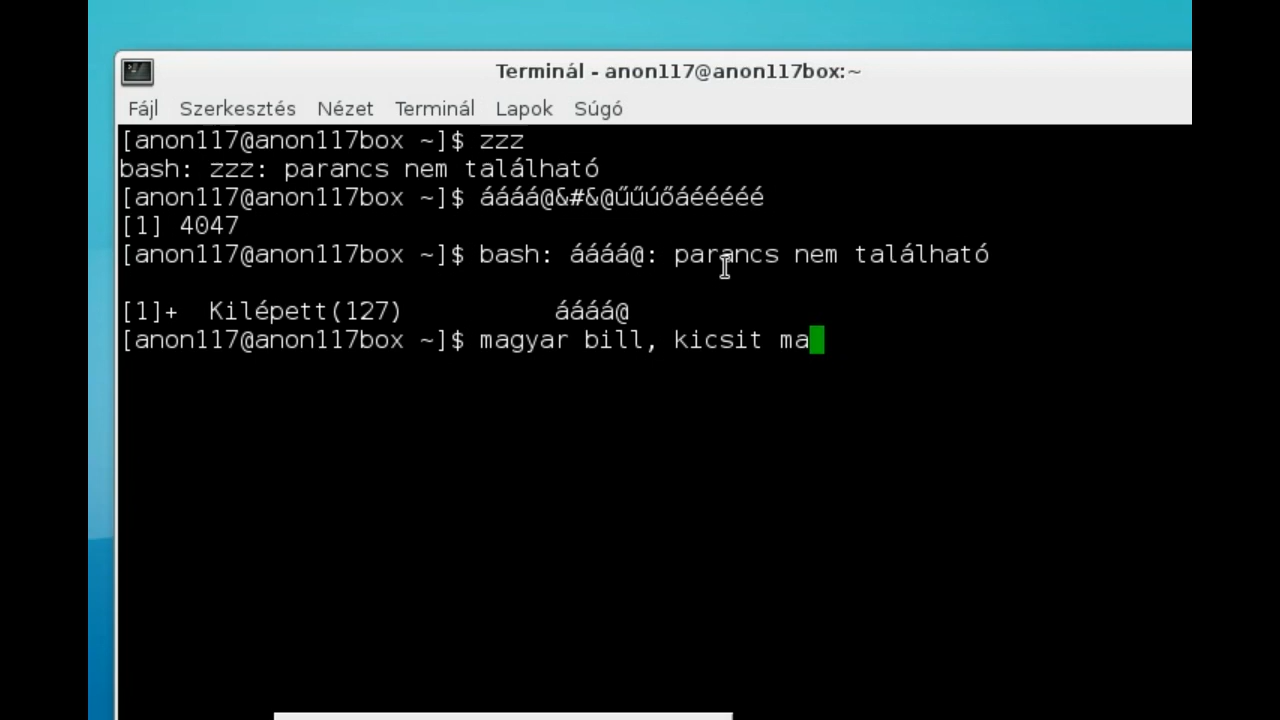 Terminál - anon117@anon117box:~
Fájl Szerkesztés Nézet Terminál Lapok Súgó
[anon117@anon117box ~]$ zzz
bash: zzz: parancs nem található
[anon117@anon117box ~]$ áááá@&#&@űűúőáéééééé
[1] 4047
[anon117@anon117box ~]$ bash: áááá@: parancs nem található
[1]+ Kilépett(127) áááá@
[anon117@anon117box ~]$ magyar bill, kicsit ma